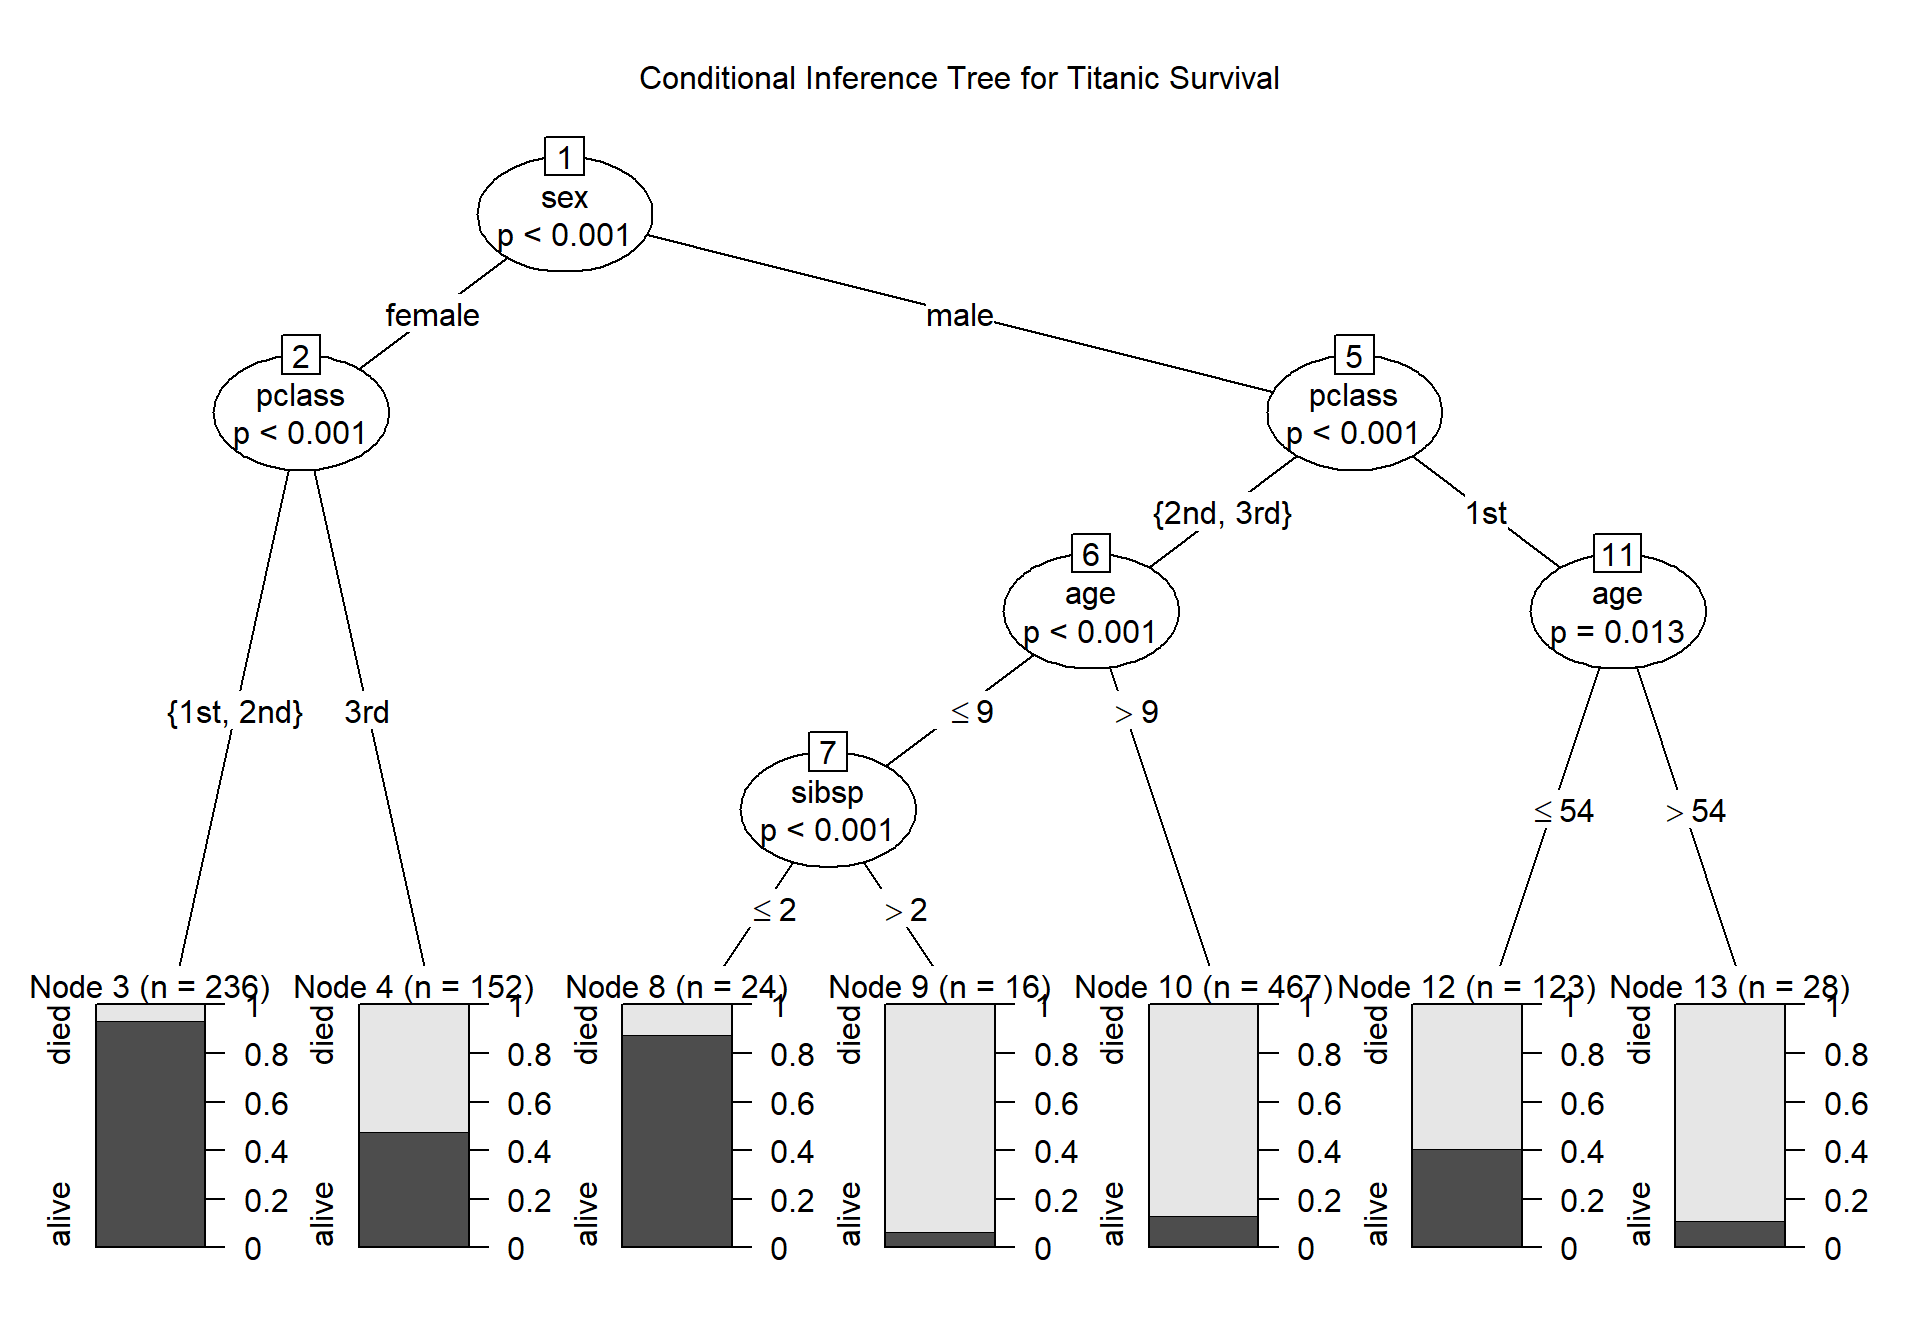 Conditional Inference Tree for Titanic Survival
1
sex
p < 0.001
female
male
2
pclass
p < 0.001
5
pclass
p < 0.001
{2nd, 3rd}
1st
6
age
p < 0.001
11
age
p = 0.013
{1st, 2nd}
3rd
≤ 9
> 9
7
sibsp
p < 0.001
≤ 54
> 54
≤ 2
> 2
Node 3 (n = 236)
died
alive
1
0.8
0.6
0.4
0.2
0
Node 4 (n = 152)
died
alive
1
0.8
0.6
0.4
0.2
0
Node 8 (n = 24)
died
alive
1
0.8
0.6
0.4
0.2
0
Node 9 (n = 16)
died
alive
1
0.8
0.6
0.4
0.2
0
Node 10 (n = 467)
died
alive
1
0.8
0.6
0.4
0.2
0
Node 12 (n = 123)
died
alive
1
0.8
0.6
0.4
0.2
0
Node 13 (n = 28)
died
alive
1
0.8
0.6
0.4
0.2
0